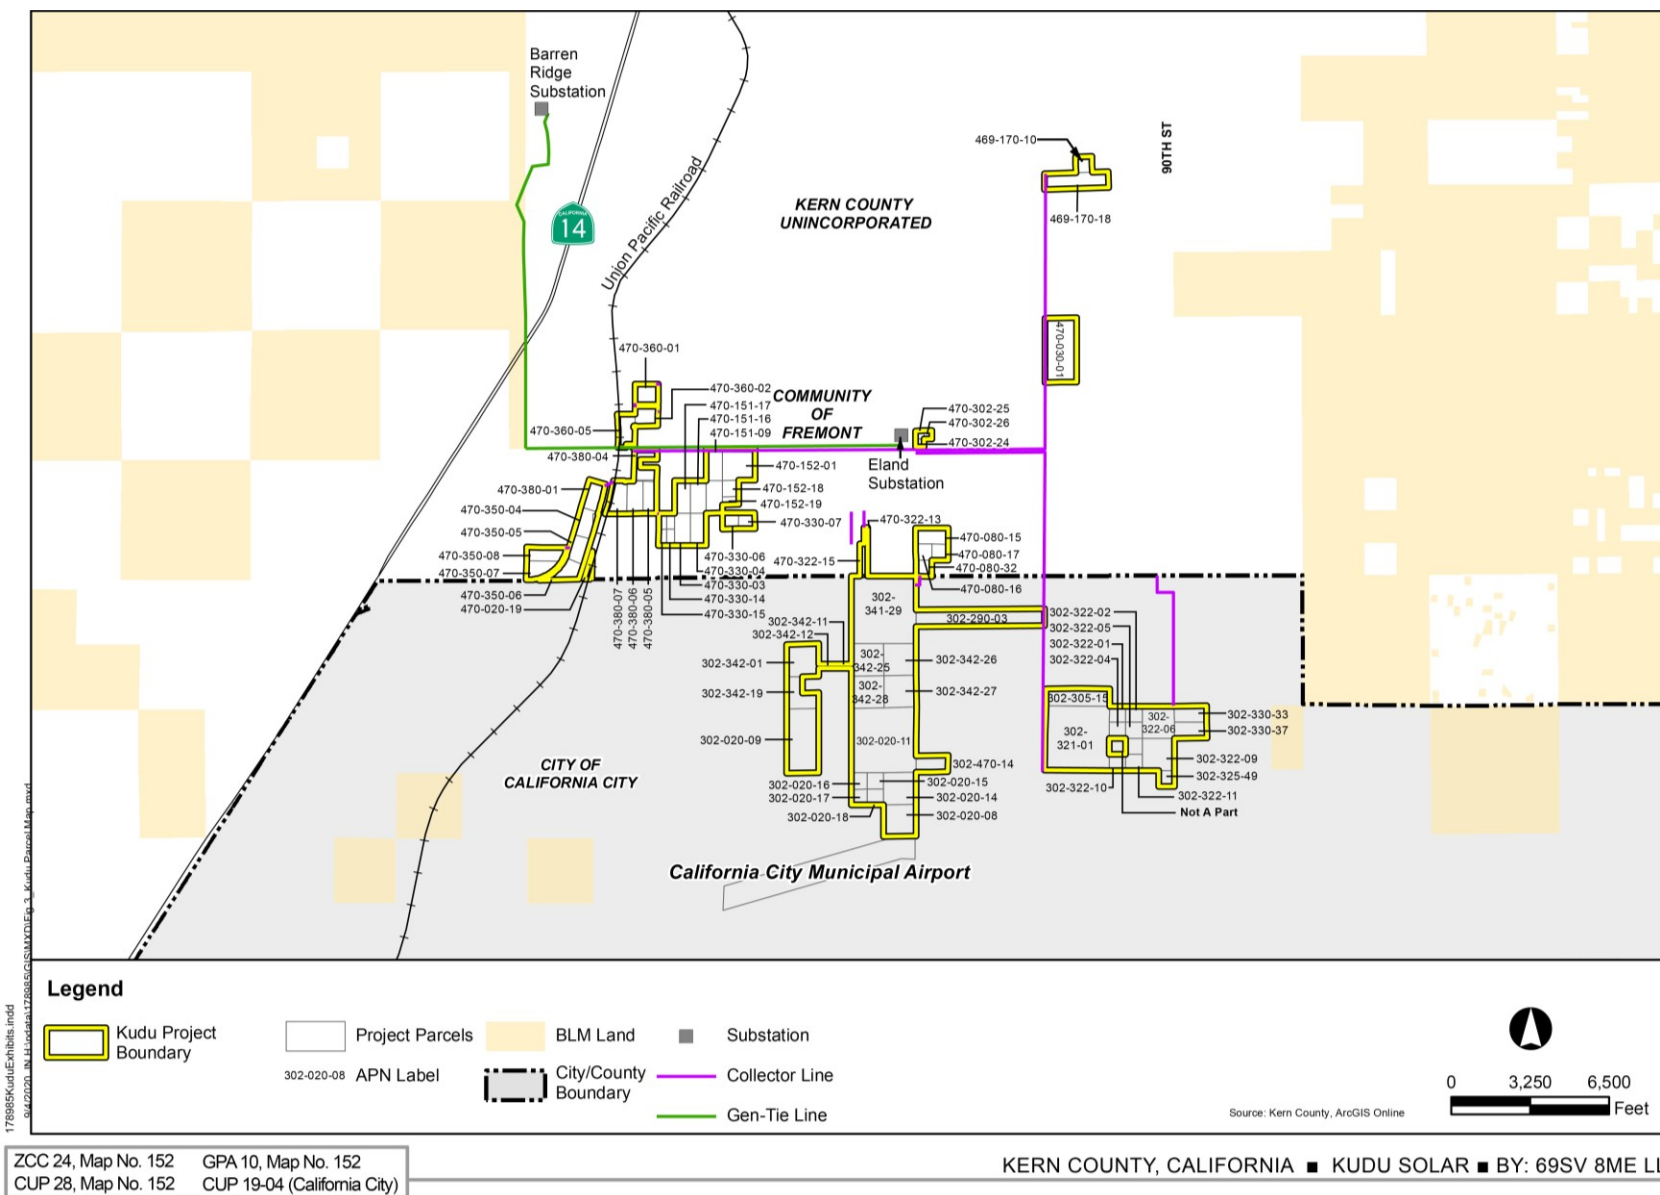 Barren
Ridge
Substation
CALIFORNIA
14
Union Pacific Railroad
KERN COUNTY
UNINCORPORATED
90TH ST
469-170-10
469-170-18
470-030-01
470-360-01
470-360-02
470-151-17
470-151-16
470-151-09
470-360-05
COMMUNITY
OF
FREMONT
470-302-25
470-302-26
470-302-24
Eland
Substation
470-380-04
470-152-01
470-380-01
470-152-18
470-350-04
470-152-19
470-350-05
470-330-07
470-322-13
470-350-08
470-330-06
470-322-15
470-080-15
470-080-17
470-350-07
470-330-04
470-080-32
470-350-06
470-330-03
470-080-16
470-020-19
470-330-14
470-330-15
470-380-07
470-380-06
470-380-05
302-
341-29
302-290-03
302-342-11
302-342-12
302-322-02
302-322-05
302-322-01
302-322-04
302-342-01
302-
342-25
302-342-26
302-342-19
302-
342-28
302-342-27
302-305-15
302-
322-06
302-330-33
302-330-37
302-020-09
302-020-11
302-
321-01
302-470-14
302-322-09
302-325-49
302-020-16
302-020-15
302-322-10
302-322-11
302-020-17
302-020-14
302-020-18
302-020-08
Not A Part
CITY OF
CALIFORNIA CITY
California City Municipal Airport
Legend
Kudu Project
Boundary
Project Parcels
302-020-08 APN Label
BLM Land
City/County
Boundary
Substation
Collector Line
Gen-Tie Line
0 3,250 6,500
Feet
Source: Kern County, ArcGIS Online
178985KuduExhibits.indd
ZCC 24, Map No. 152 GPA 10, Map No. 152
CUP 28, Map No. 152 CUP 19-04 (California City)
KERN COUNTY, CALIFORNIA ■ KUDU SOLAR ■ BY: 69SV 8ME